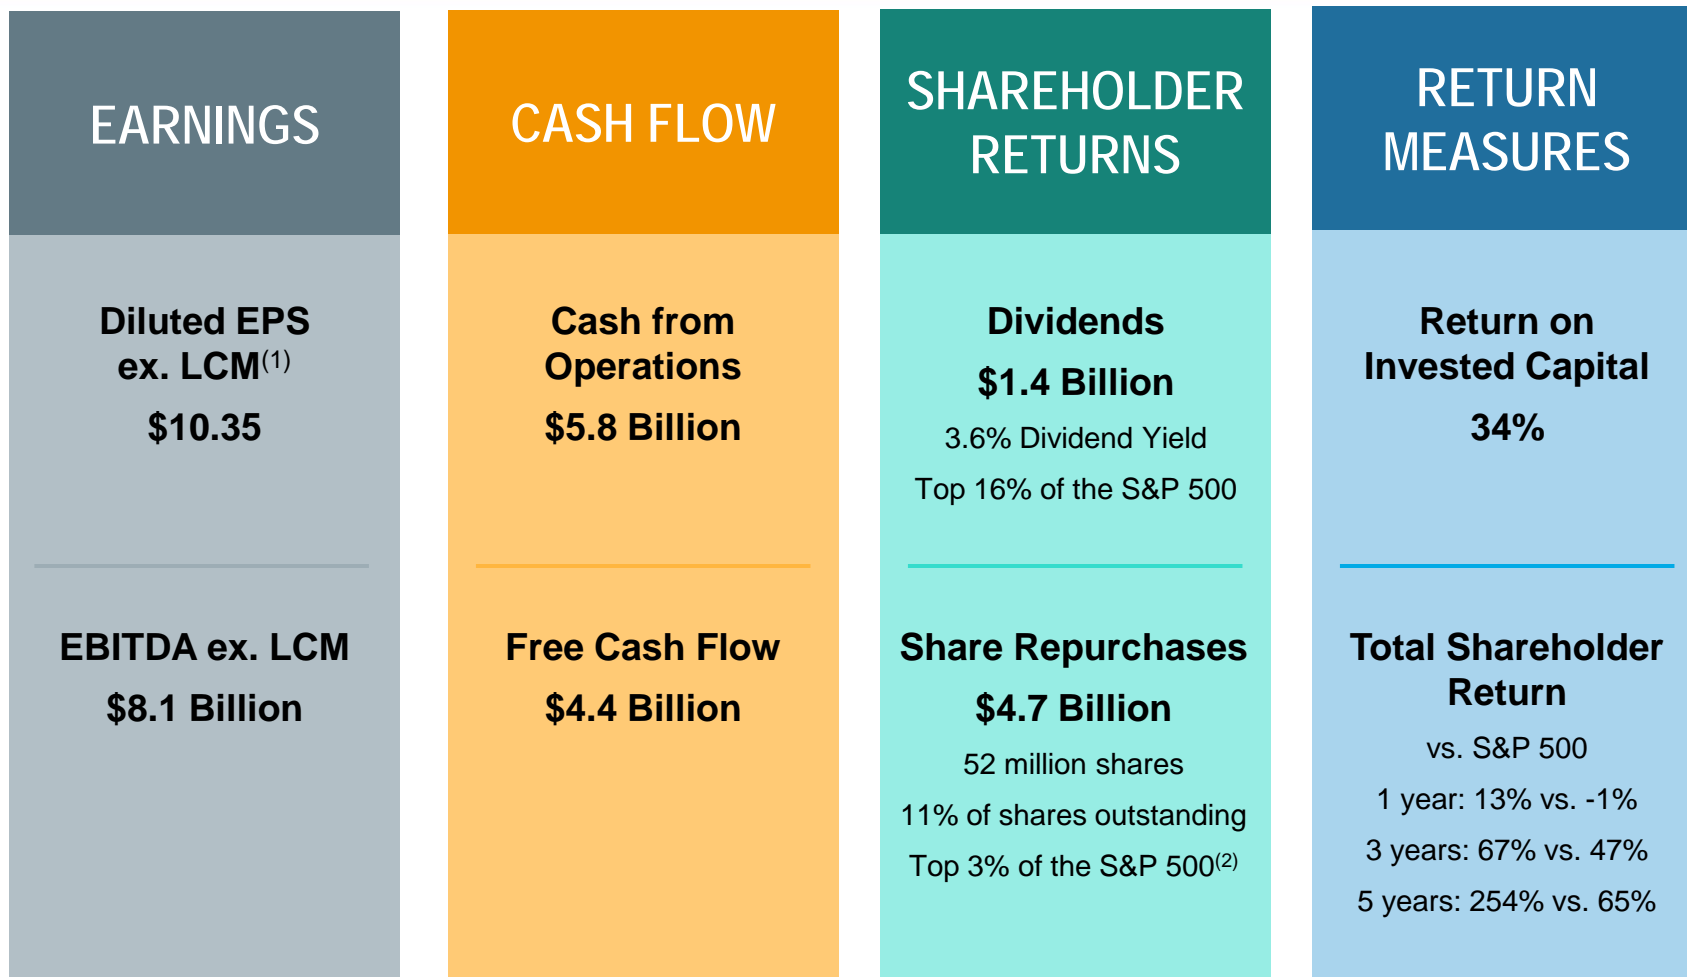 EARNINGS
Diluted EPS
ex. LCM(1)
$10.35
EBITDA ex. LCM
$8.1 Billion
CASH FLOW
Cash from
Operations
$5.8 Billion
Free Cash Flow
$4.4 Billion
SHAREHOLDER
RETURNS
Dividends
$1.4 Billion
3.6% Dividend Yield
Top 16% of the S&P 500
Share Repurchases
$4.7 Billion
52 million shares
11% of shares outstanding
Top 3% of the S&P 500(2)
RETURN
MEASURES
Return on
Invested Capital
34%
Total Shareholder
Return
vs. S&P 500
1 year: 13% vs. -1%
3 years: 67% vs. 47%
5 years: 254% vs. 65%